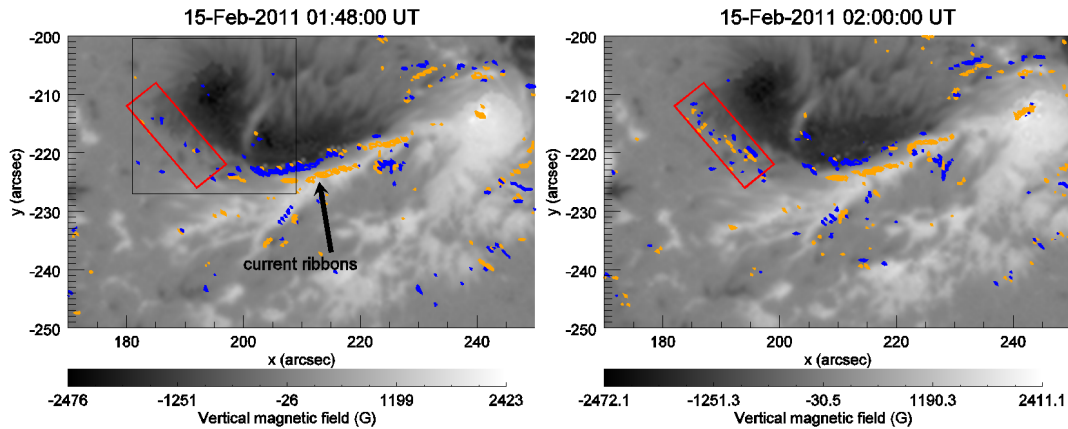 15-Feb-2011 01:48:00 UT
-200
-210
-220
-230
-240
-250
y (arcsec)
current ribbons
170 180 200 220 240
x (arcsec)
-2476 -1251 -26 1199 2423
Vertical magnetic field (G)
15-Feb-2011 02:00:00 UT
-200
-210
-220
-230
-240
-250
y (arcsec)
170 180 200 220 240
x (arcsec)
-2472.1 -1251.3 -30.5 1190.3 2411.1
Vertical magnetic field (G)